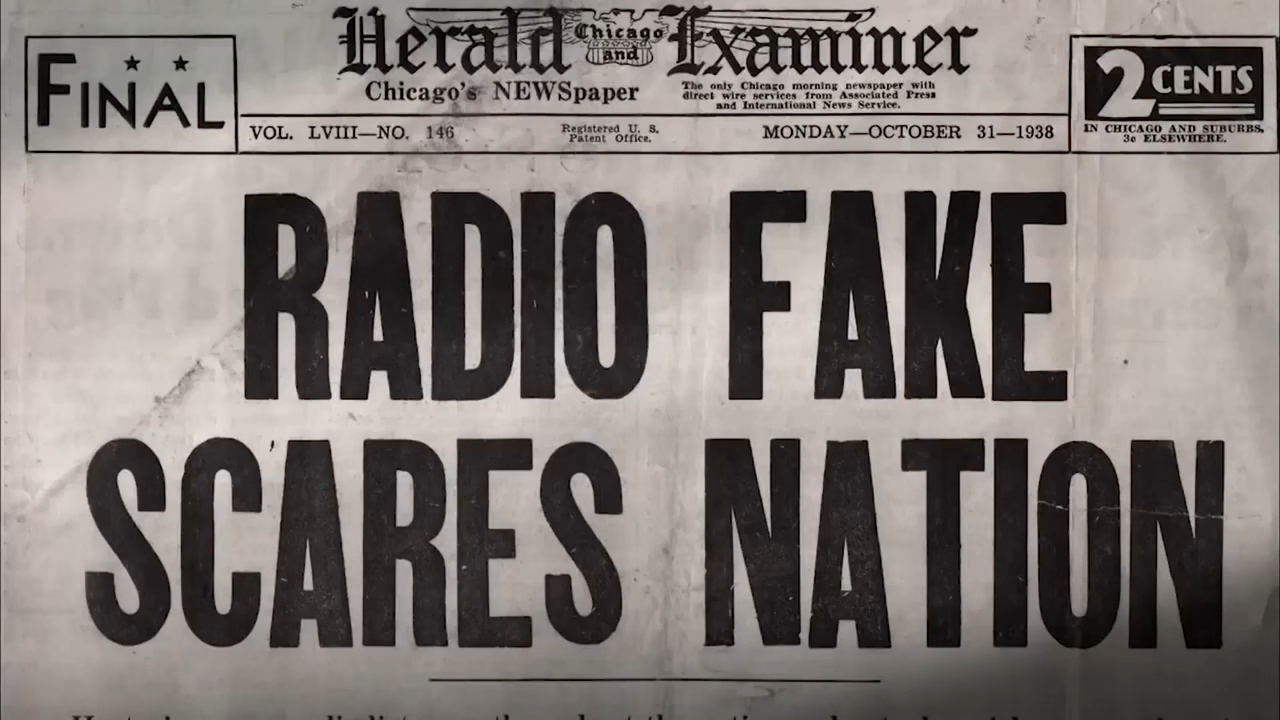 FINAL
Herald Chicago and Examiner
Chicago's NEWSpaper
The only Chicago morning newspaper with
direct wire services from Associated Press
and International News Service.
2 CENTS
IN CHICAGO AND SUBURBS,
3c ELSEWHERE.
VOL. LVIII—NO. 146
Registered U. S.
Patent Office.
MONDAY—OCTOBER 31—1938
RADIO FAKE
SCARES NATION